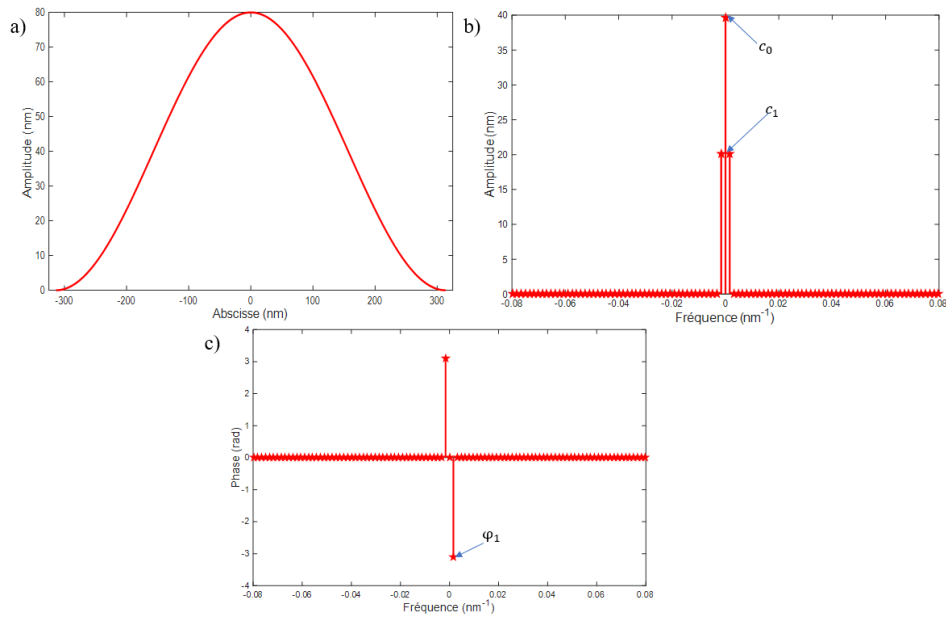 a)
80
70
60
50
40
30
20
10
0
Amplitude (nm)
-300 -200 -100 0 100 200 300
Abscisse (nm)
b)
40
35
30
25
20
15
10
5
0
Amplitude (nm)
c₀
c₁
-0.08 -0.06 -0.04 -0.02 0 0.02 0.04 0.06 0.08
Fréquence (nm⁻¹)
c)
4
3
2
1
0
-1
-2
-3
-4
Phase (rad)
φ₁
-0.08 -0.06 -0.04 -0.02 0 0.02 0.04 0.06 0.08
Fréquence (nm⁻¹)